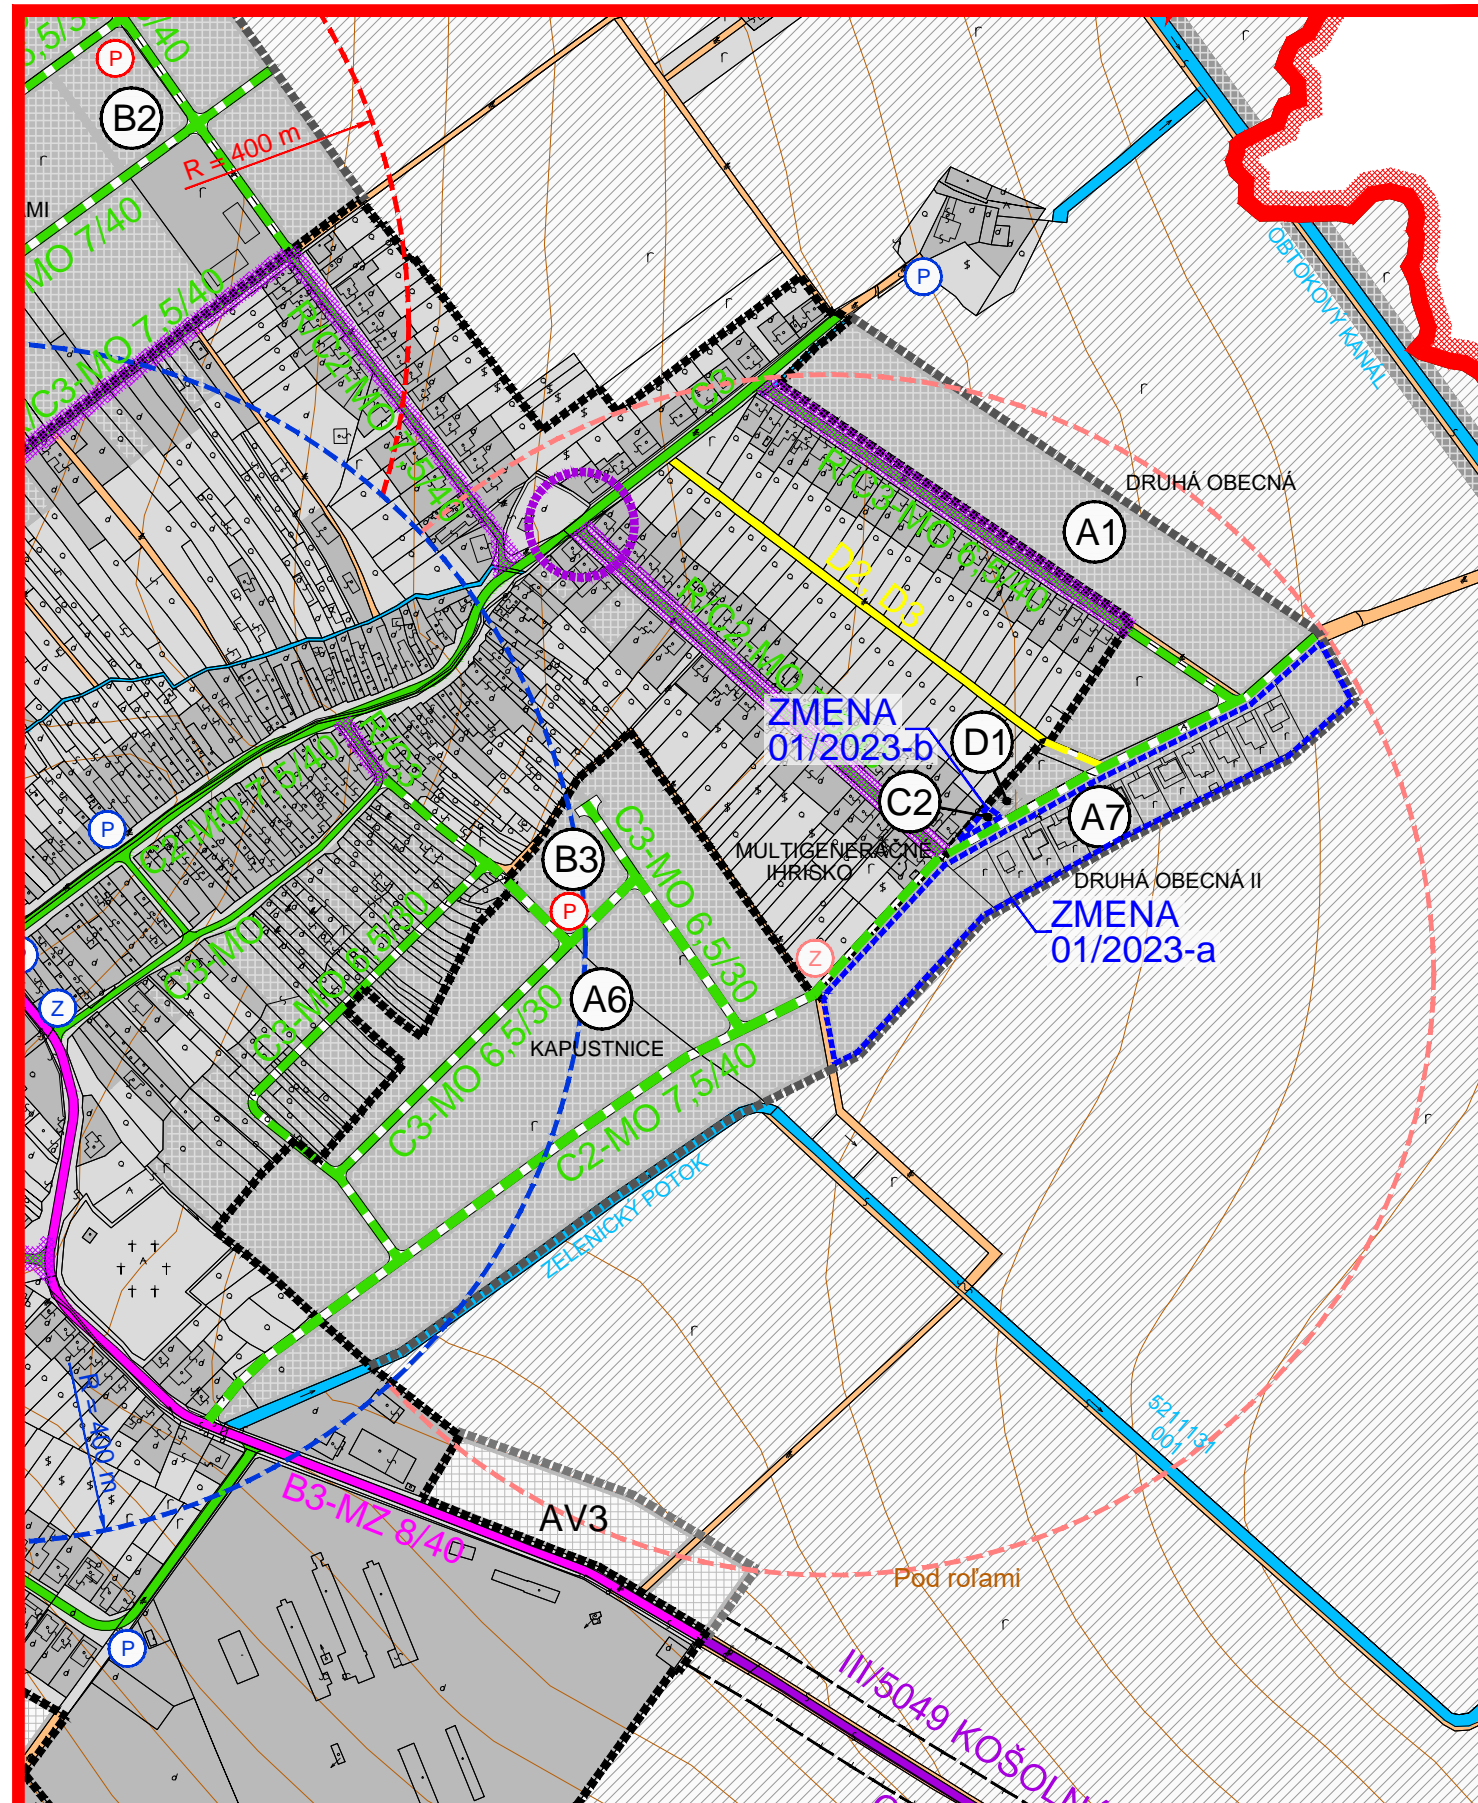 P
B2
R = 400 m
MO 7/40
/C3-MO 7,5/40
R/C2-MO 7,5/40
C3
P
OBTOKOVÝ KANÁL
R/C3-MO 6,5/40
DRUHÁ OBECNÁ
A1
D2, D3
R/C2-MO
ZMENA
01/2023-b
D1
C2
A7
MULTIGENERAČNÉ
IHRISKO
DRUHÁ OBECNÁ II
ZMENA
01/2023-a
R/C3
C2-MO 7,5/40
P
C3-MO
C3-MO 6,5/30
B3
P
C3-MO 6,5/30
Z
Z
A6
KAPUSTNICE
C3-MO 6,5/30
C2-MO 7,5/40
ZELENICKÝ POTOK
R = 400 m
B3-MZ 8/40
AV3
5211131
001
Pod roľami
P
III/5049 KOŠOLN